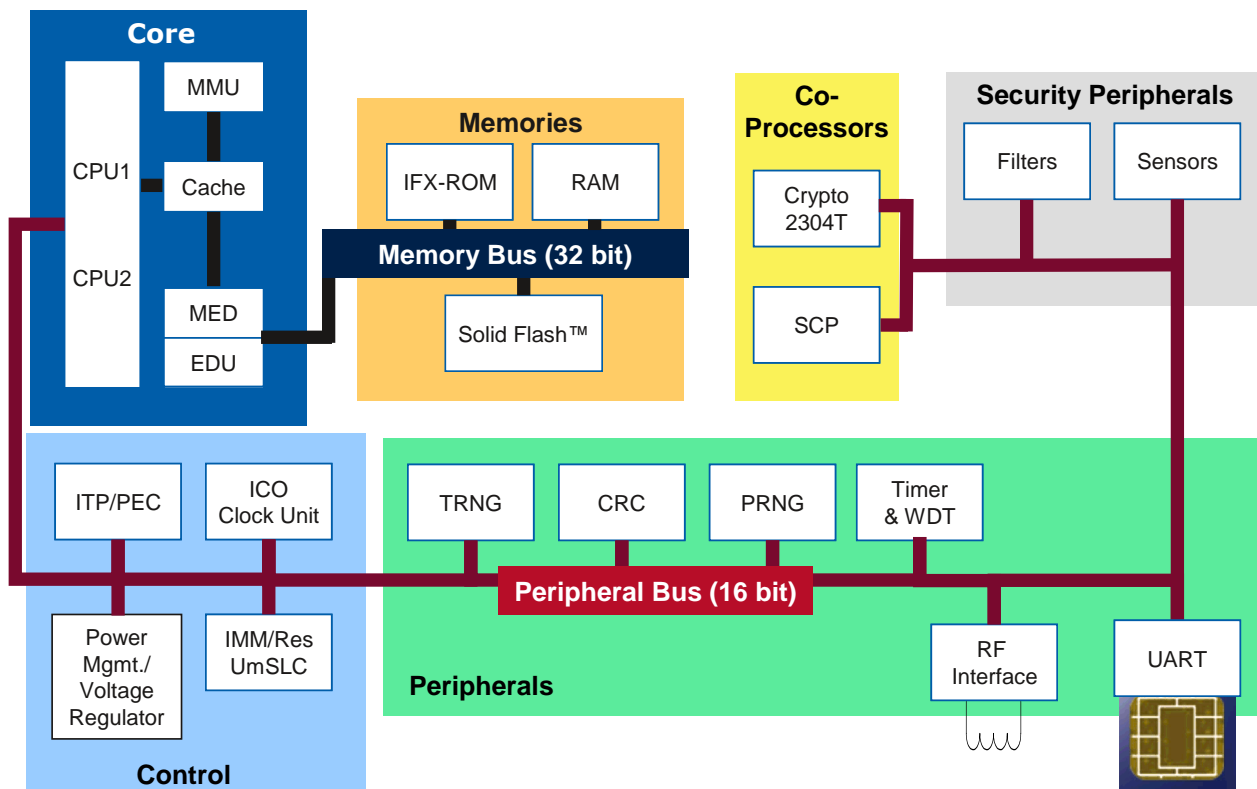 Core
CPU1
CPU2
MMU
Cache
MED
EDU
Memories
IFX-ROM
RAM
Memory Bus (32 bit)
Solid Flash™
Co-
Processors
Crypto
2304T
SCP
Security Peripherals
Filters
Sensors
ITP/PEC
ICO
Clock Unit
Power
Mgmt./
Voltage
Regulator
IMM/Res
UmSLC
Control
TRNG
CRC
PRNG
Timer
& WDT
Peripheral Bus (16 bit)
RF
Interface
UART
Peripherals